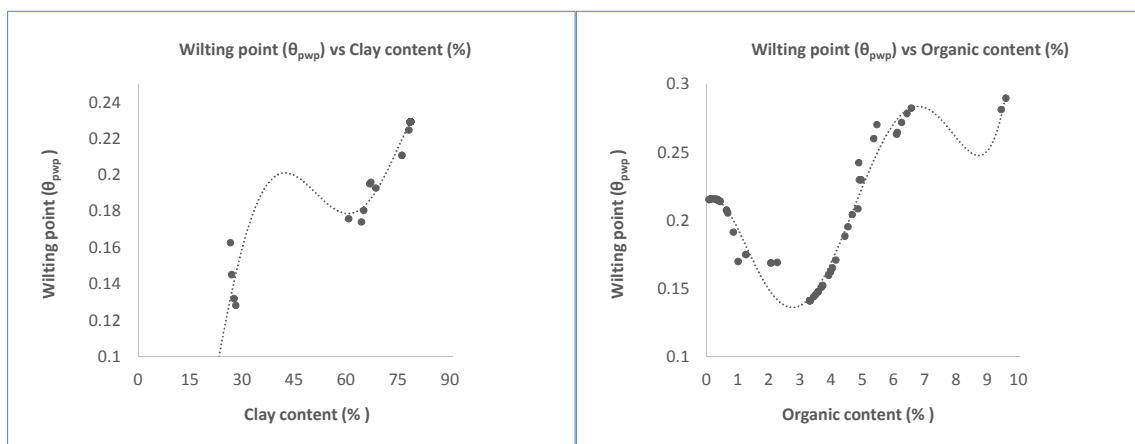 Wilting point (θpwp) vs Clay content (%)
0.24
0.22
0.2
0.18
0.16
0.14
0.12
0.1
Wilting point (θpwp)
0 15 30 45 60 75 90
Clay content (% )
Wilting point (θpwp) vs Organic content (%)
0.3
0.25
0.2
0.15
0.1
Wilting point (θpwp)
0 1 2 3 4 5 6 7 8 9 10
Organic content (% )